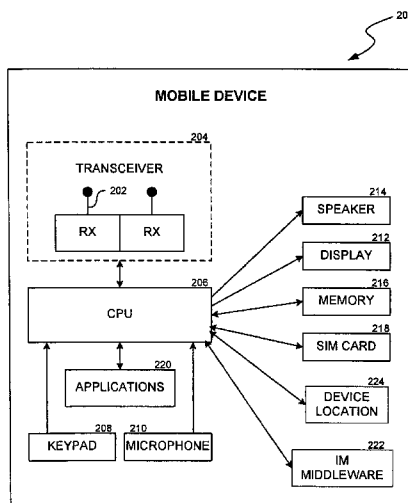 20
MOBILE DEVICE
204
TRANSCEIVER
202
RX RX
214
SPEAKER
212
DISPLAY
206
CPU
216
MEMORY
218
SIM CARD
220
APPLICATIONS
224
DEVICE
LOCATION
208
KEYPAD
210
MICROPHONE
222
IM
MIDDLEWARE